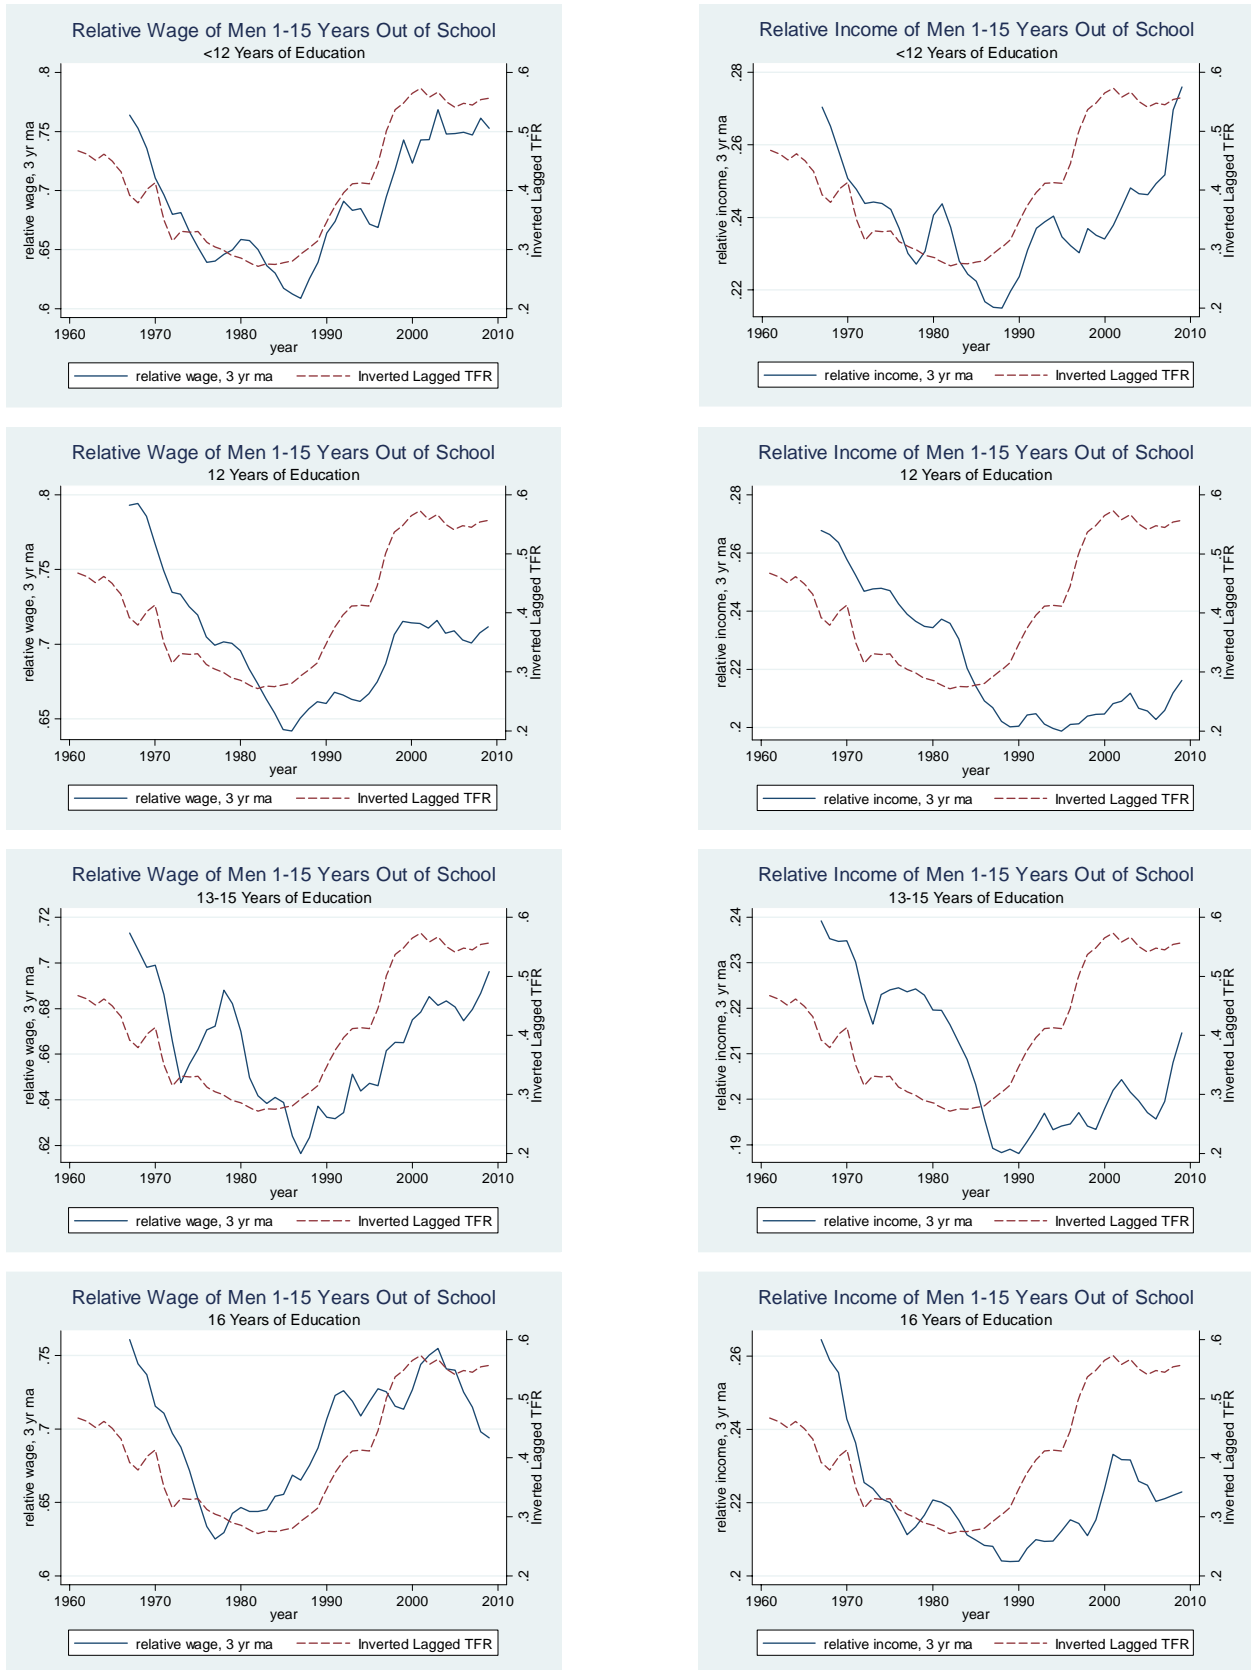 Relative Wage of Men 1-15 Years Out of School
<12 Years of Education
relative wage, 3 yr ma
.8
.75
.7
.65
.6
.6
.5
.4
.3
.2
Inverted Lagged TFR
1960 1970 1980 1990 2000 2010
year
relative wage, 3 yr ma Inverted Lagged TFR
Relative Income of Men 1-15 Years Out of School
<12 Years of Education
relative income, 3 yr ma
.28
.26
.24
.22
.6
.5
.4
.3
.2
Inverted Lagged TFR
1960 1970 1980 1990 2000 2010
year
relative income, 3 yr ma Inverted Lagged TFR
Relative Wage of Men 1-15 Years Out of School
12 Years of Education
relative wage, 3 yr ma
.8
.75
.7
.65
.6
.5
.4
.3
.2
Inverted Lagged TFR
1960 1970 1980 1990 2000 2010
year
relative wage, 3 yr ma Inverted Lagged TFR
Relative Income of Men 1-15 Years Out of School
12 Years of Education
relative income, 3 yr ma
.28
.26
.24
.22
.2
.6
.5
.4
.3
.2
Inverted Lagged TFR
1960 1970 1980 1990 2000 2010
year
relative income, 3 yr ma Inverted Lagged TFR
Relative Wage of Men 1-15 Years Out of School
13-15 Years of Education
relative wage, 3 yr ma
.72
.7
.68
.66
.64
.62
.6
.5
.4
.3
.2
Inverted Lagged TFR
1960 1970 1980 1990 2000 2010
year
relative wage, 3 yr ma Inverted Lagged TFR
Relative Income of Men 1-15 Years Out of School
13-15 Years of Education
relative income, 3 yr ma
.24
.23
.22
.21
.2
.19
.6
.5
.4
.3
.2
Inverted Lagged TFR
1960 1970 1980 1990 2000 2010
year
relative income, 3 yr ma Inverted Lagged TFR
Relative Wage of Men 1-15 Years Out of School
16 Years of Education
relative wage, 3 yr ma
.75
.7
.65
.6
.6
.5
.4
.3
.2
Inverted Lagged TFR
1960 1970 1980 1990 2000 2010
year
relative wage, 3 yr ma Inverted Lagged TFR
Relative Income of Men 1-15 Years Out of School
16 Years of Education
relative income, 3 yr ma
.26
.24
.22
.2
.6
.5
.4
.3
.2
Inverted Lagged TFR
1960 1970 1980 1990 2000 2010
year
relative income, 3 yr ma Inverted Lagged TFR